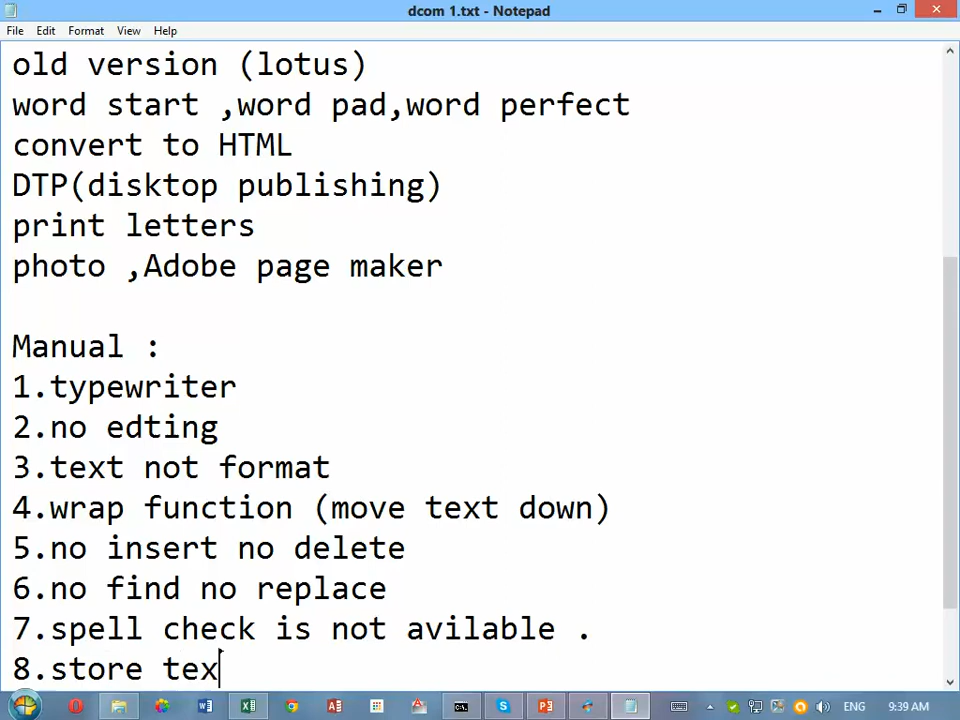 dcom 1.txt - Notepad
File Edit Format View Help
old version (lotus)
word start ,word pad,word perfect
convert to HTML
DTP(disktop publishing)
print letters
photo ,Adobe page maker
Manual :
1.typewriter
2.no edting
3.text not format
4.wrap function (move text down)
5.no insert no delete
6.no find no replace
7.spell check is not avilable .
8.store tex
ENG 9:39 AM